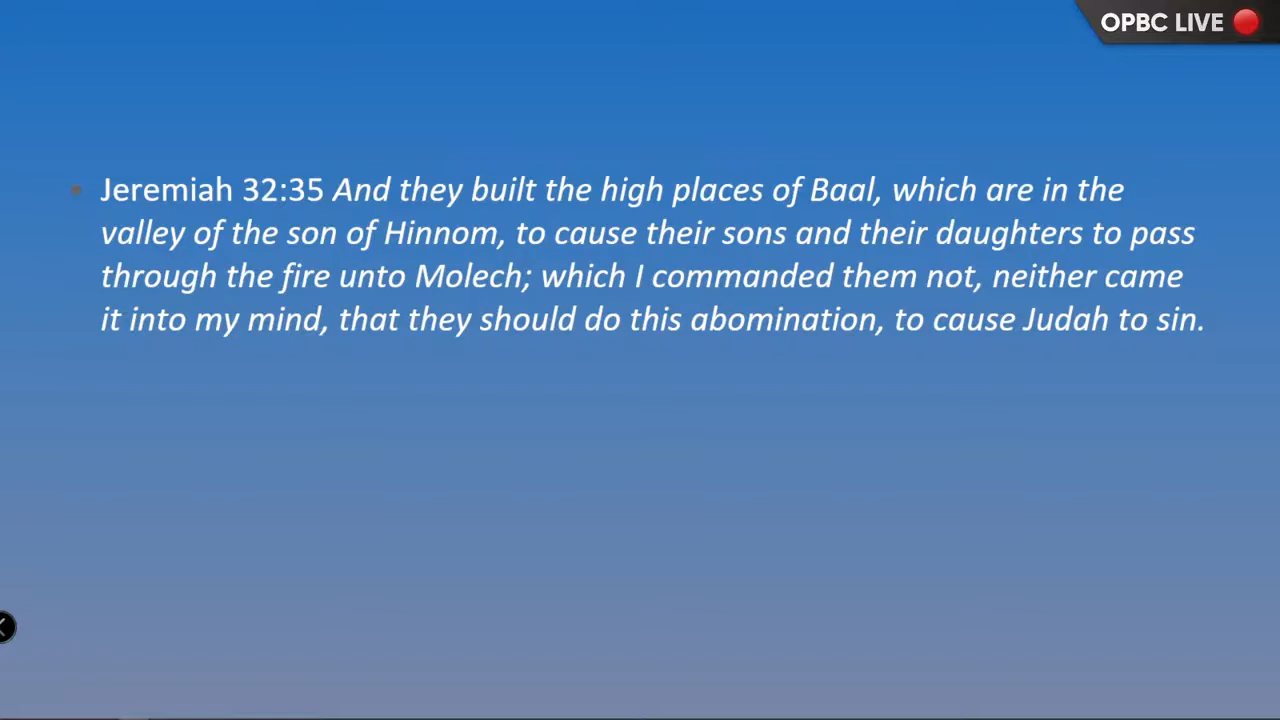 OPBC LIVE
Jeremiah 32:35 And they built the high places of Baal, which are in the
valley of the son of Hinnom, to cause their sons and their daughters to pass
through the fire unto Molech; which I commanded them not, neither came
it into my mind, that they should do this abomination, to cause Judah to sin.